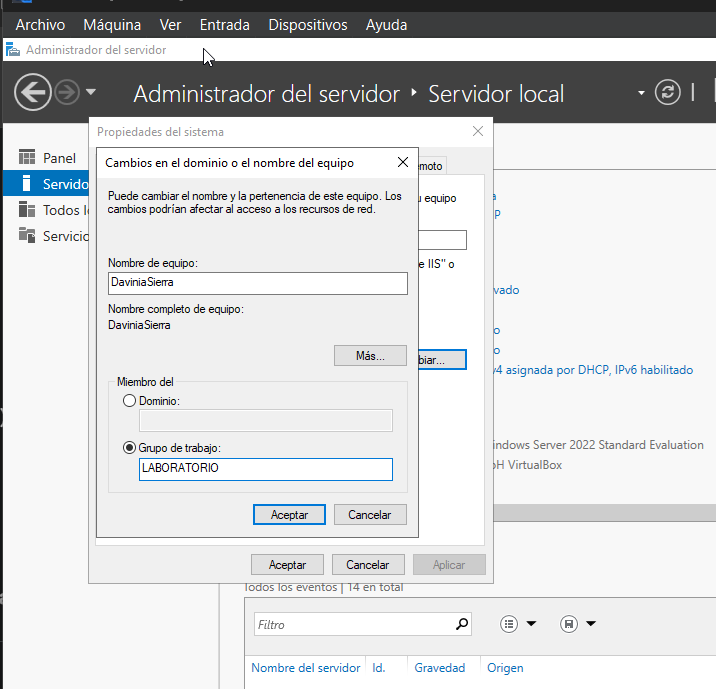 Archivo Máquina Ver Entrada Dispositivos Ayuda
Administrador del servidor
Administrador del servidor Servidor local
Propiedades del sistema
Cambios en el dominio o el nombre del equipo
Panel
Todos
Puede cambiar el nombre y la pertenencia de este equipo. Los
cambios podrían afectar al acceso a los recursos de red.
equipo
Nombre de equipo:
DaviniaSierra
e IIS" o
Nombre completo de equipo:
DaviniaSierra
Más...
v4 asignada por DHCP, IPv6 habilitado
Miembro del
Dominio:
Grupo de trabajo:
LABORATORIO
indows Server 2022 Standard Evaluation
VirtualBox
Aceptar Cancelar
Aceptar Cancelar Aplicar
Todos los eventos | 14 en total
Filtro
Nombre del servidor Id. Gravedad Origen